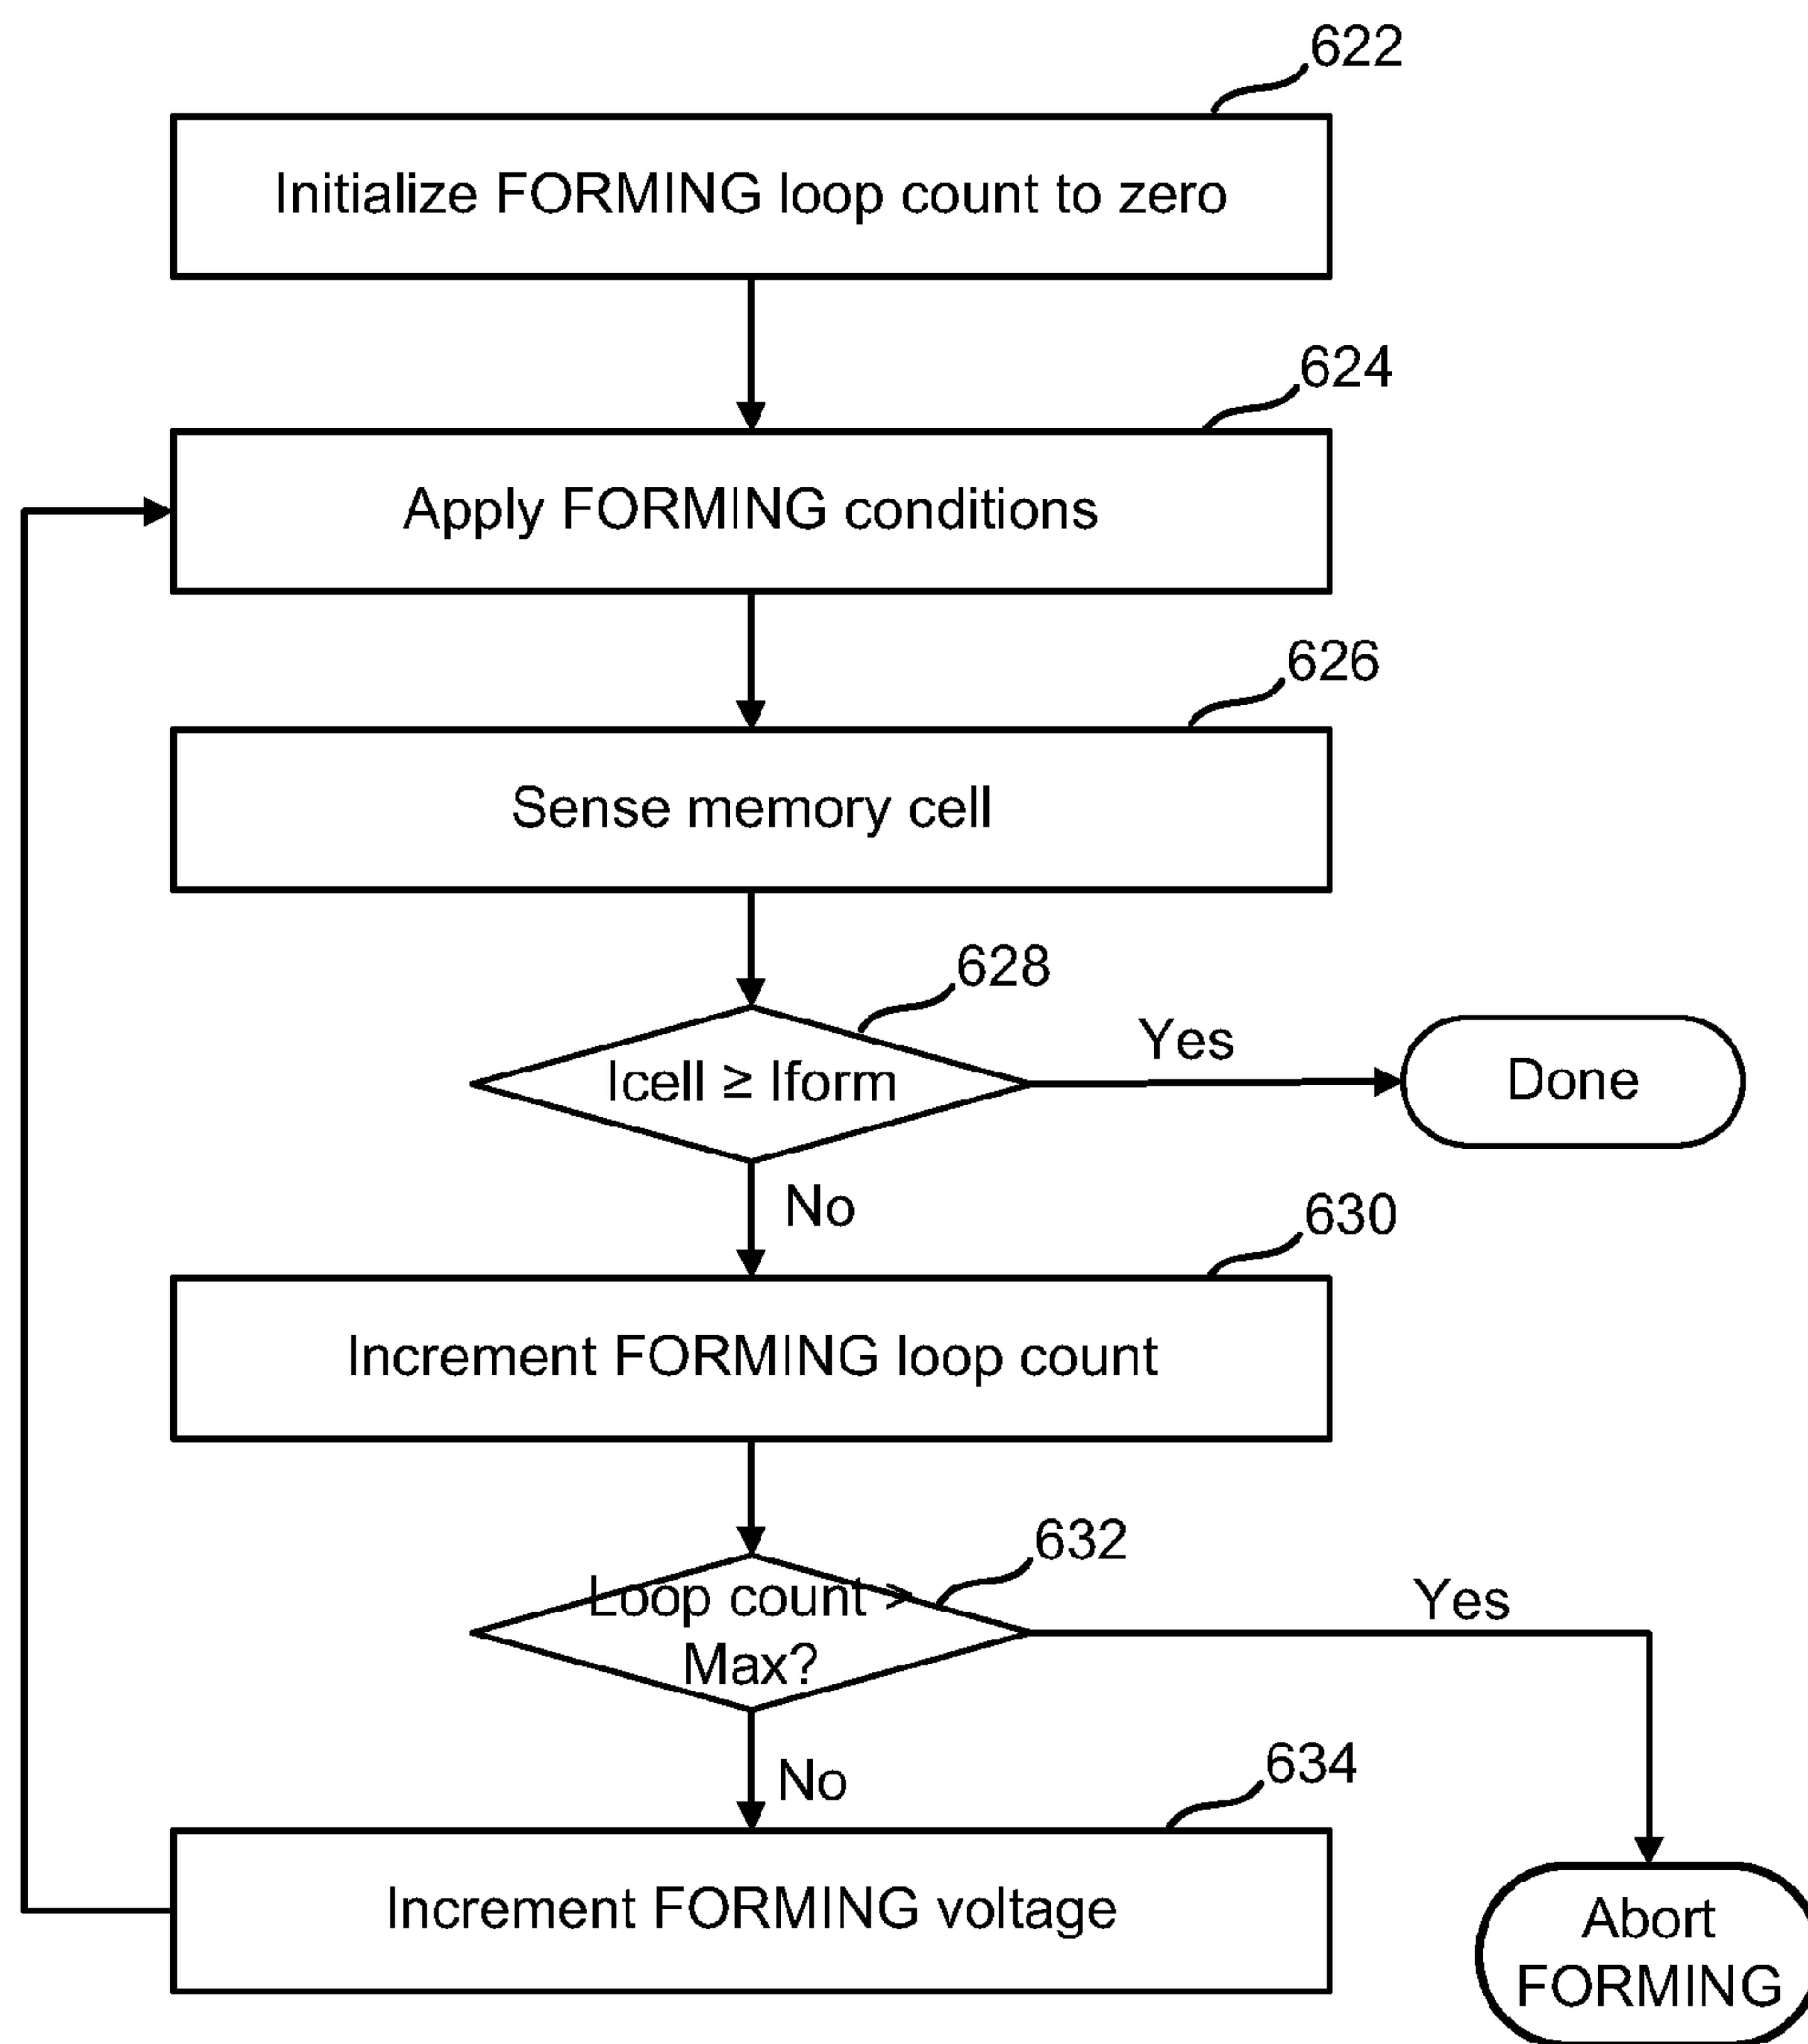 622
Initialize FORMING loop count to zero
624
Apply FORMING conditions
626
Sense memory cell
628
Icell ≥ Iform
Yes
Done
No
630
Increment FORMING loop count
632
Loop count >
Max?
Yes
No
634
Increment FORMING voltage
Abort
FORMING